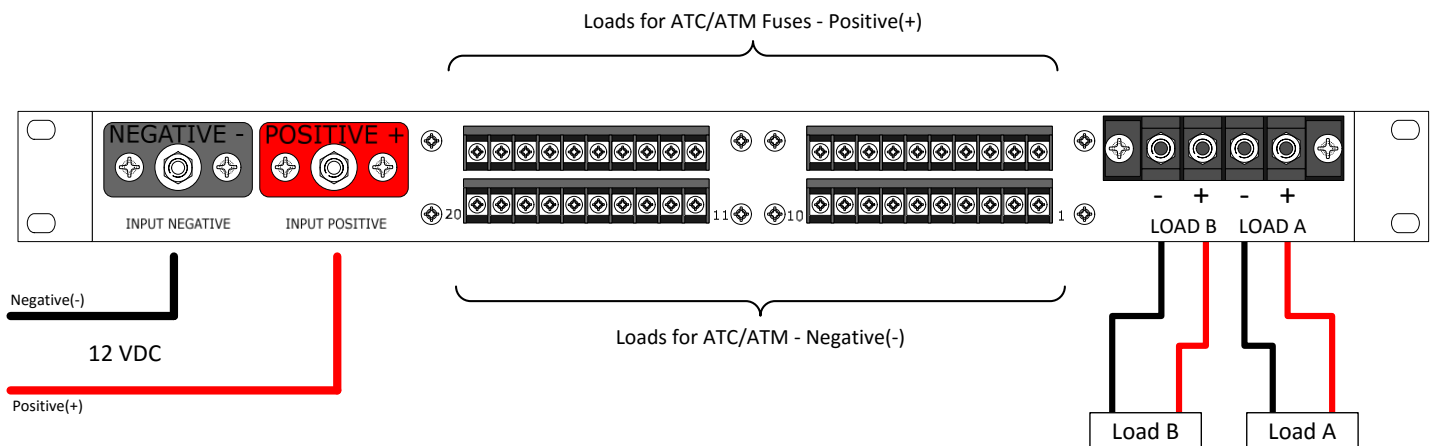 Loads for ATC/ATM Fuses - Positive(+)
NEGATIVE -
POSITIVE +
INPUT NEGATIVE
INPUT POSITIVE
20
11
10
1
- + - +
LOAD B LOAD A
Negative(-)
12 VDC
Positive(+)
Loads for ATC/ATM - Negative(-)
Load B
Load A